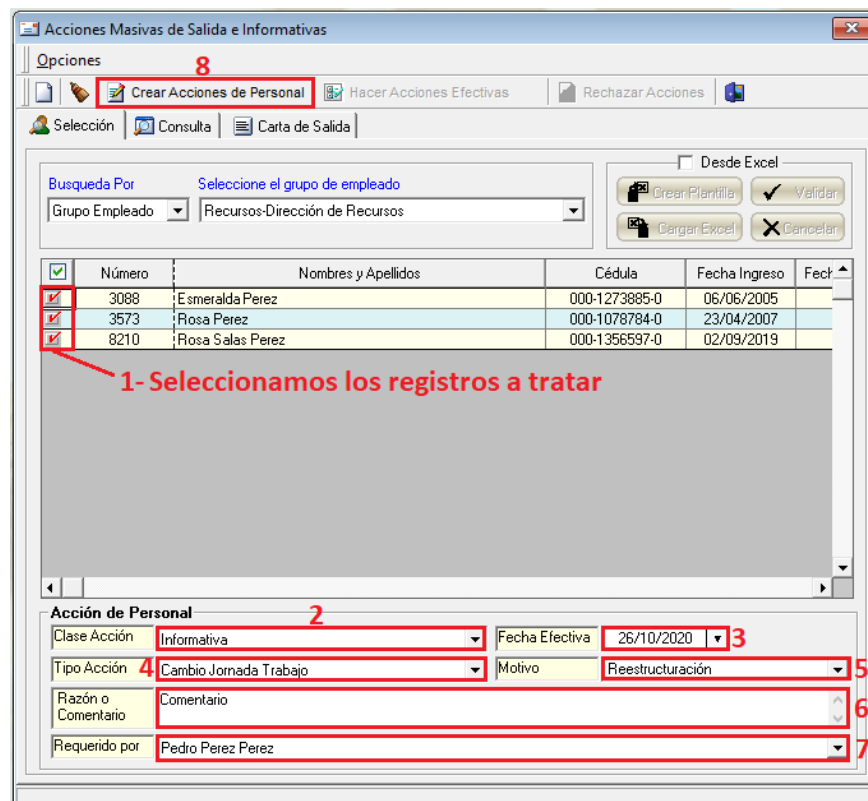 Acciones Masivas de Salida e Informativas
Opciones
8
Crear Acciones de Personal Hacer Acciones Efectivas Rechazar Acciones
Selección Consulta Carta de Salida
Desde Excel
Busqueda Por Seleccione el grupo de empleado
Crear Plantilla Validar
Grupo Empleado Recursos-Dirección de Recursos
Cargar Excel Cancelar
Número Nombres y Apellidos Cédula Fecha Ingreso Fech
3088 Esmeralda Perez 000-1273885-0 06/06/2005
3573 Rosa Perez 000-1078784-0 23/04/2007
8210 Rosa Salas Perez 000-1356597-0 02/09/2019
1- Seleccionamos los registros a tratar
Acción de Personal
2
Clase Acción Informativa Fecha Efectiva 26/10/2020 3
Tipo Acción 4 Cambio Jornada Trabajo Motivo Reestructuración 5
Razón o Comentario
Comentario 6
Requerido por Pedro Perez Perez 7